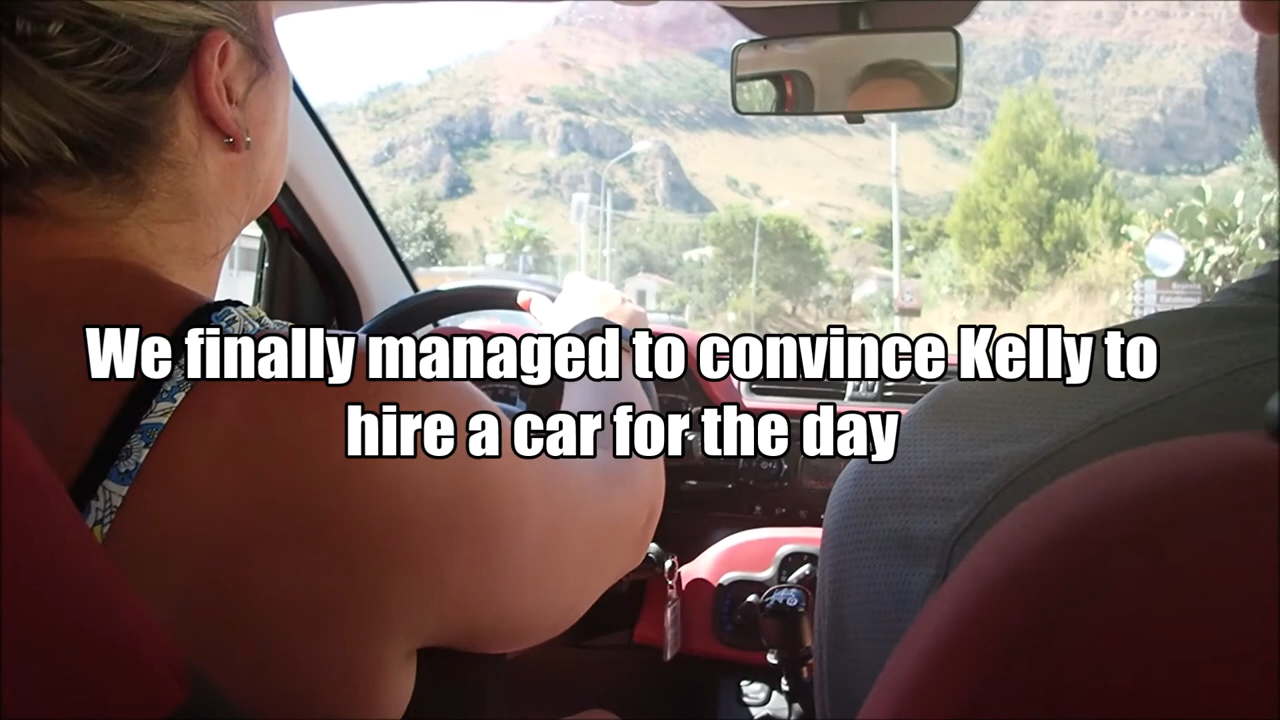 We finally managed to convince Kelly to
hire a car for the day